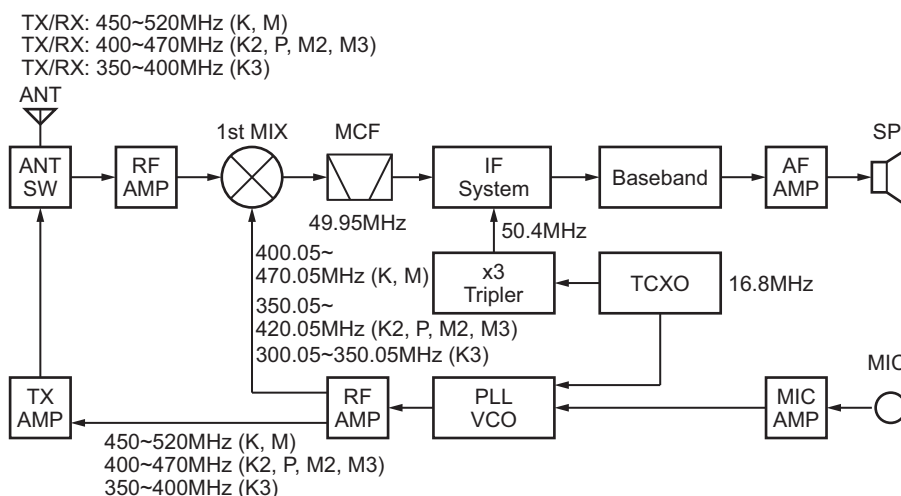 TX/RX: 450~520MHz (K, M)
TX/RX: 400~470MHz (K2, P, M2, M3)
TX/RX: 350~400MHz (K3)
ANT
ANT
SW
RF
AMP
1st MIX
MCF
49.95MHz
IF
System
Baseband
AF
AMP
SP
50.4MHz
x3
Tripler
TCXO
16.8MHz
400.05~
470.05MHz (K, M)
350.05~
420.05MHz (K2, P, M2, M3)
300.05~350.05MHz (K3)
TX
AMP
RF
AMP
PLL
VCO
MIC
AMP
MIC
450~520MHz (K, M)
400~470MHz (K2, P, M2, M3)
350~400MHz (K3)